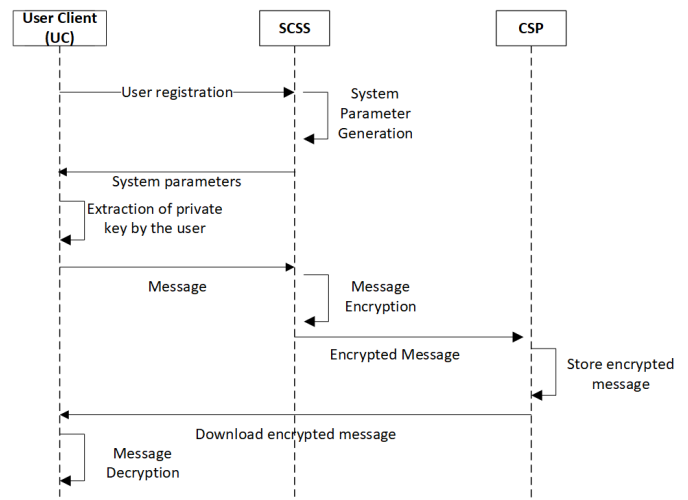 User Client
(UC)
SCSS
CSP
User registration
System
Parameter
Generation
System parameters
Extraction of private
key by the user
Message
Message
Encryption
Encrypted Message
Store encrypted
message
Download encrypted message
Message
Decryption